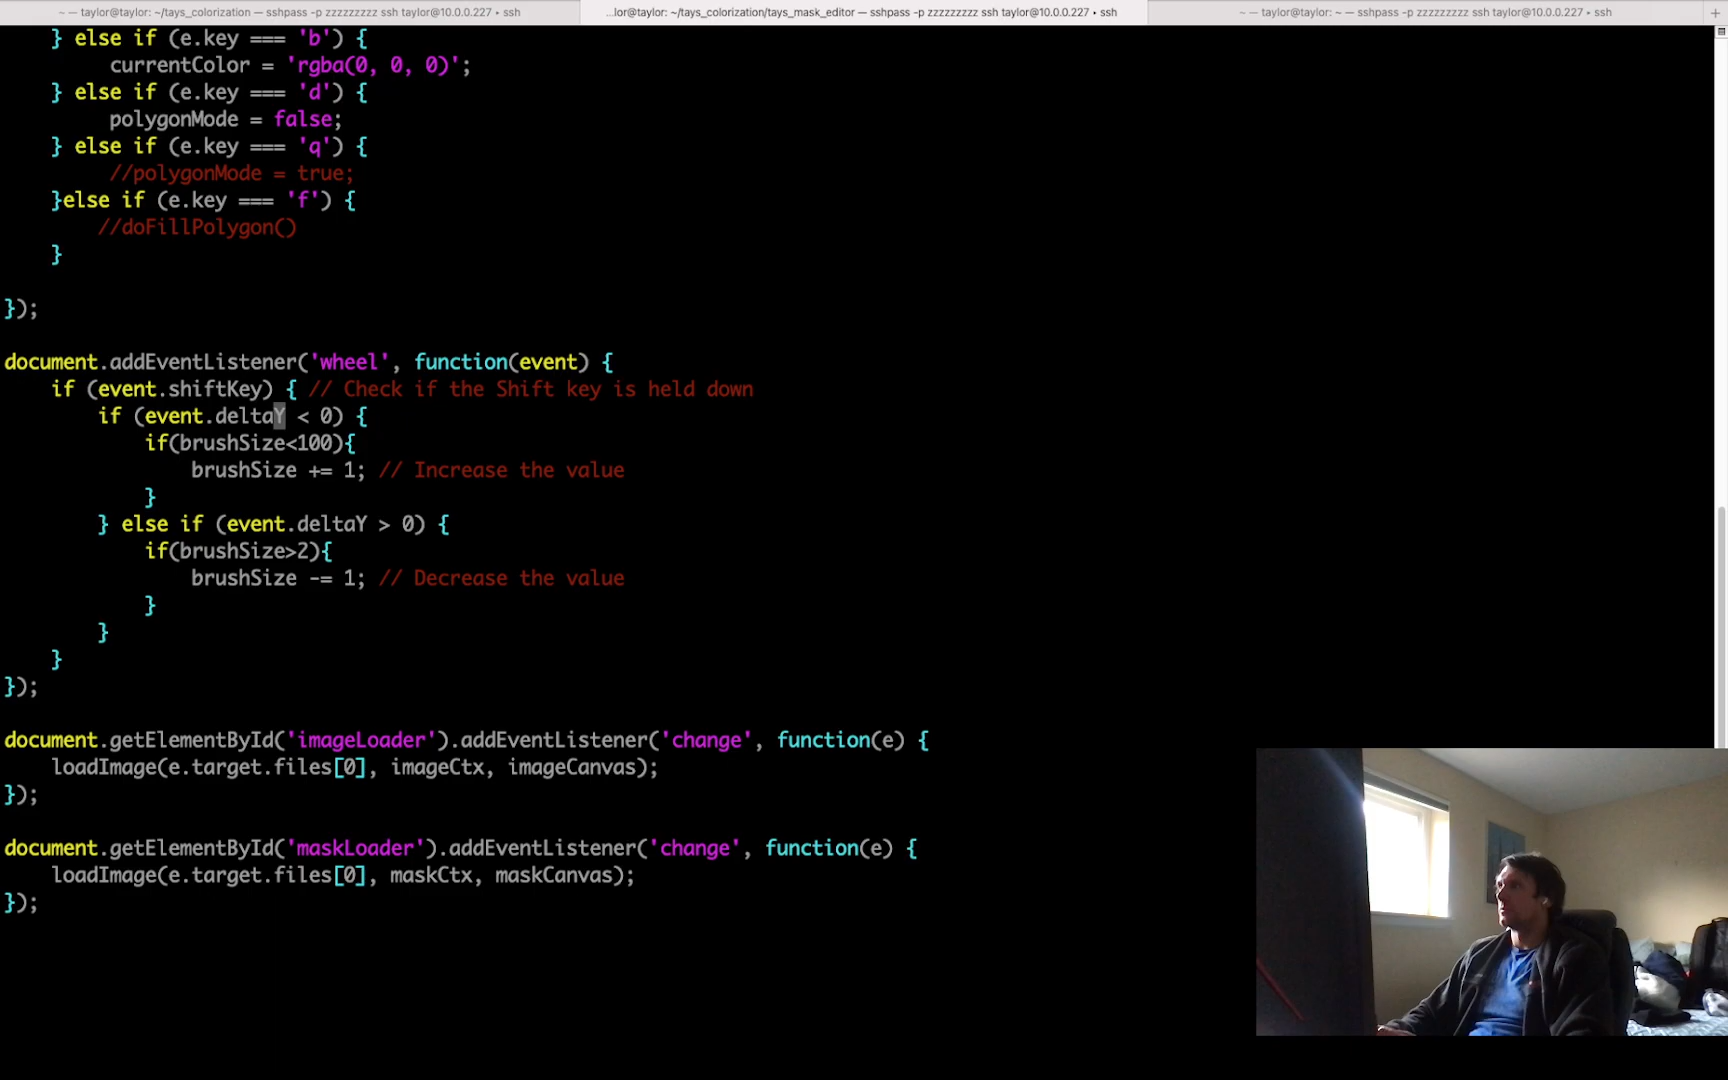 ~ — taylor@taylor: ~/tays_colorization — sshpass -p zzzzzzzzz ssh taylor@10.0.0.227 • ssh
...lor@taylor: ~/tays_colorization/tays_mask_editor — sshpass -p zzzzzzzzz ssh taylor@10.0.0.227 • ssh
~ — taylor@taylor: ~ — sshpass -p zzzzzzzzz ssh taylor@10.0.0.227 • ssh
+
    } else if (e.key === 'b') {
         currentColor = 'rgba(0, 0, 0)';
    } else if (e.key === 'd') {
         polygonMode = false;
    } else if (e.key === 'q') {
         //polygonMode = true;
    }else if (e.key === 'f') {
        //doFillPolygon()
    }
});
document.addEventListener('wheel', function(event) {
    if (event.shiftKey) { // Check if the Shift key is held down
        if (event.deltaY < 0) {
            if(brushSize<100){
                brushSize += 1; // Increase the value
            }
        } else if (event.deltaY > 0) {
            if(brushSize>2){
                brushSize -= 1; // Decrease the value
            }
        }
    }
});
document.getElementById('imageLoader').addEventListener('change', function(e) {
    loadImage(e.target.files[0], imageCtx, imageCanvas);
});
document.getElementById('maskLoader').addEventListener('change', function(e) {
    loadImage(e.target.files[0], maskCtx, maskCanvas);
});